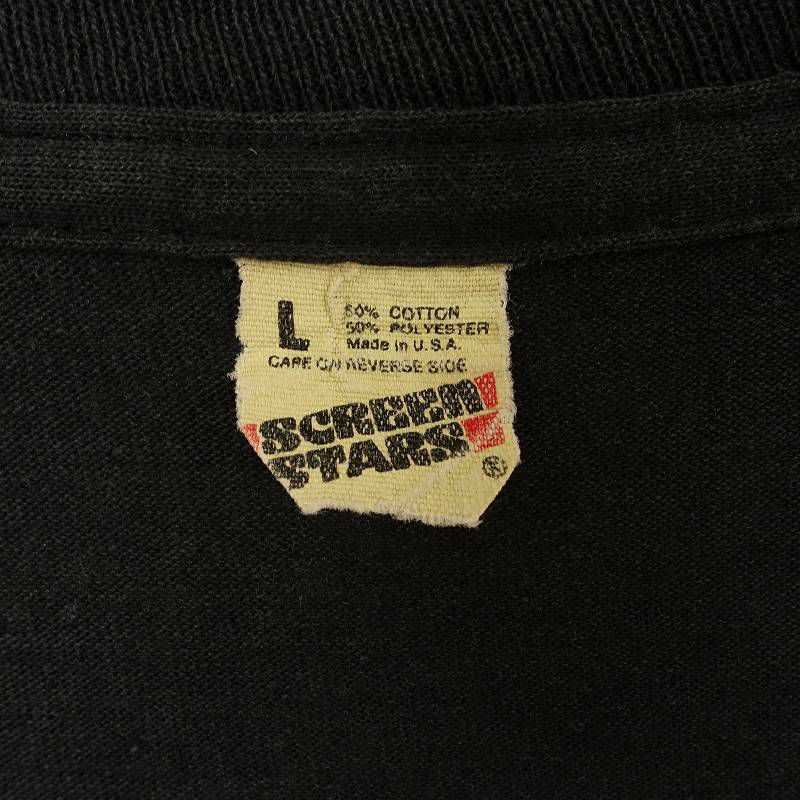 L
50% COTTON
50% POLYESTER
Made in U.S.A.
CARE ON REVERSE SIDE
SCREEN
STARS
®